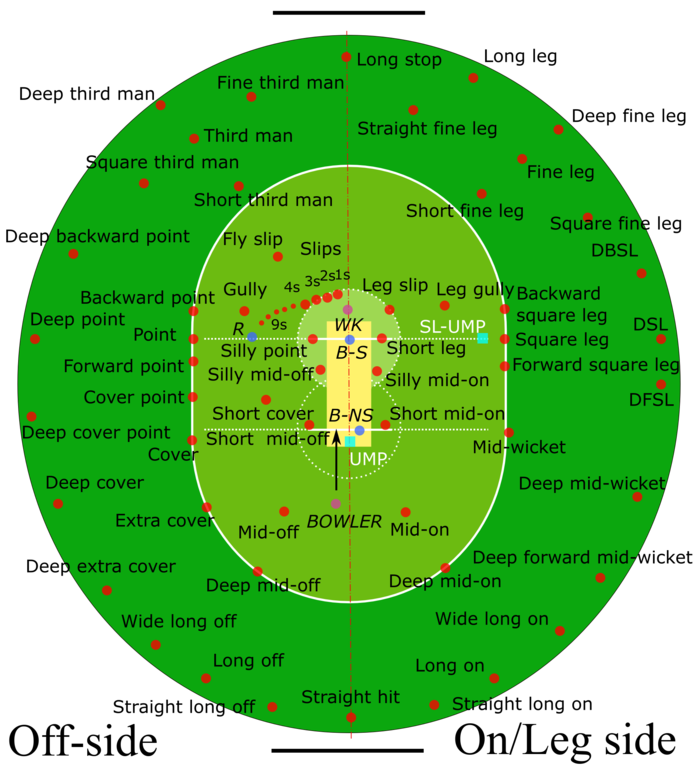 Long stop
Long leg
Fine third man
Deep third man
Deep fine leg
Straight fine leg
Third man
Square third man
Fine leg
Short third man
Short fine leg
Square fine leg
Deep backward point
Fly slip
Slips
DBSL
4s 3s 2s 1s
Gully
Leg slip
Leg gully
Backward point
Backward
square leg
Deep point
R
9s
WK
SL-UMP
DSL
Point
Silly point
B-S
Short leg
Square leg
Forward point
Silly mid-off
Silly mid-on
Forward square leg
Cover point
DFSL
Short cover
B-NS
Short mid-on
Deep cover point
Short mid-off
Cover
UMP
Mid-wicket
Deep cover
Deep mid-wicket
Extra cover
Mid-off
BOWLER
Mid-on
Deep extra cover
Deep forward mid-wicket
Deep mid-off
Deep mid-on
Wide long off
Wide long on
Long off
Long on
Straight long off
Straight hit
Straight long on
Off-side
On/Leg side